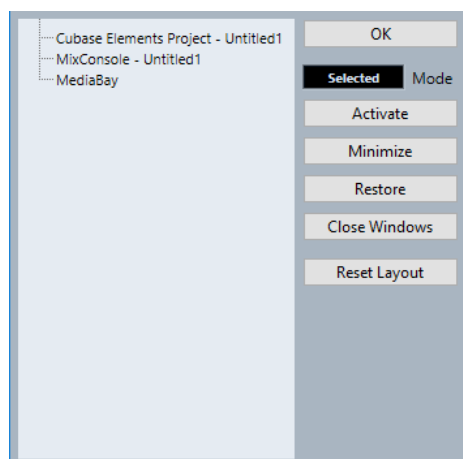 Cubase Elements Project - Untitled1
MixConsole - Untitled1
MediaBay
OK
Selected Mode
Activate
Minimize
Restore
Close Windows
Reset Layout